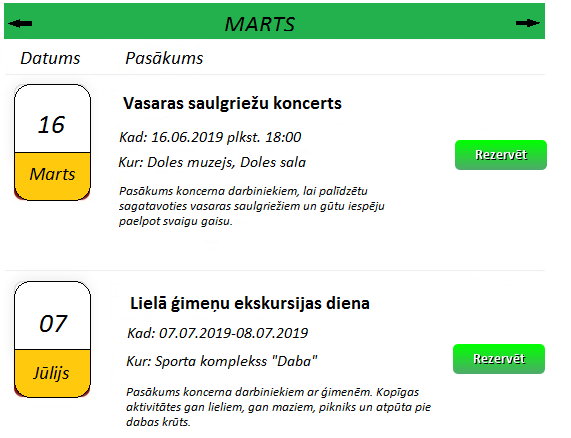 MARTS
Datums Pasākums
16
Marts
Vasaras saulgriežu koncerts
Kad: 16.06.2019 plkst. 18:00
Kur: Doles muzejs, Doles sala
Pasākums koncerna darbiniekiem, lai palīdzētu
sagatavoties vasaras saulgriežiem un gūtu iespēju
paelpot svaigu gaisu.
Rezervēt
07
Jūlijs
Lielā ģimeņu ekskursijas diena
Kad: 07.07.2019-08.07.2019
Kur: Sporta komplekss "Daba"
Pasākums koncerna darbiniekiem ar ģimenēm. Kopīgas
aktivitātes gan lieliem, gan maziem, pikniks un atpūta pie
dabas krūts.
Rezervēt